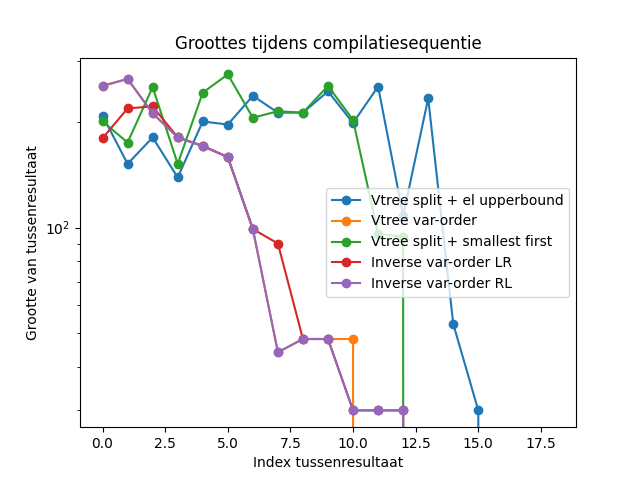 Groottes tijdens compilatiesequentie
Grootte van tussenresultaat
10²
Vtree split + el upperbound
Vtree var-order
Vtree split + smallest first
Inverse var-order LR
Inverse var-order RL
0.0 2.5 5.0 7.5 10.0 12.5 15.0 17.5
Index tussenresultaat